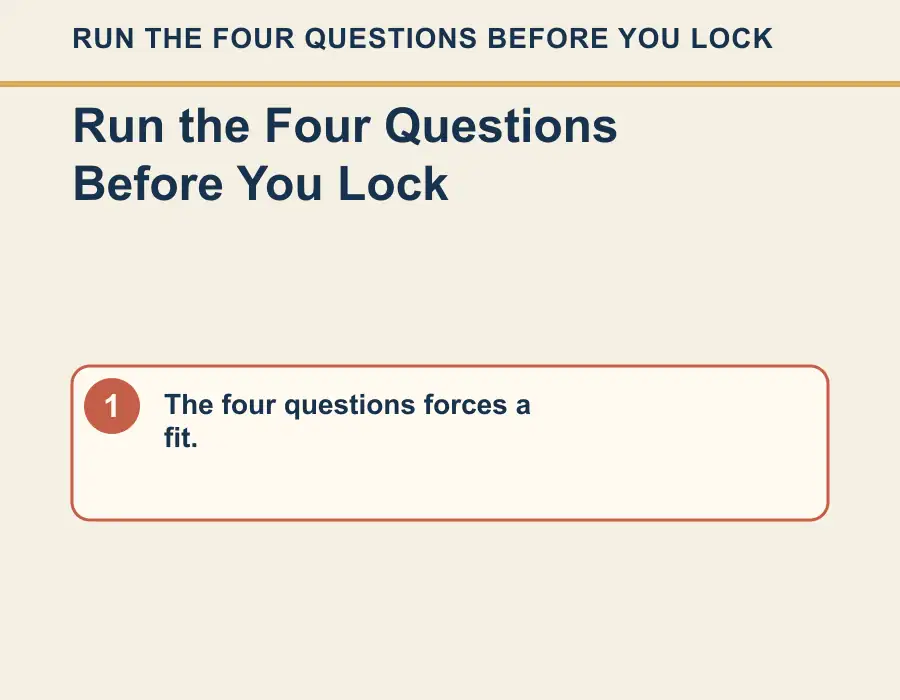 RUN THE FOUR QUESTIONS BEFORE YOU LOCK
Run the Four Questions
Before You Lock
1
The four questions forces a
fit.